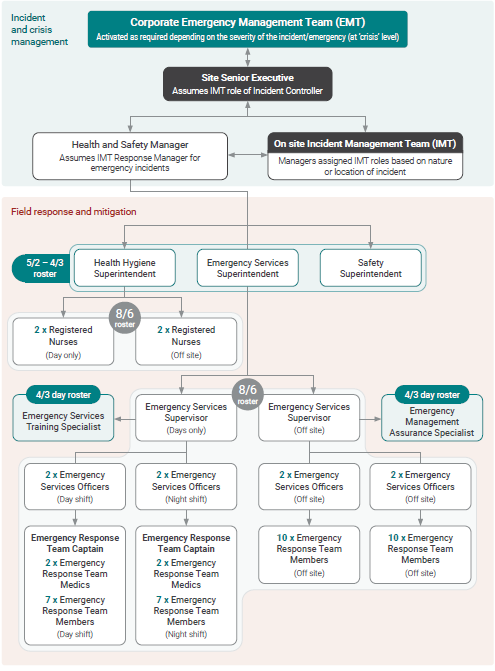 Incident
and crisis
management
Corporate Emergency Management Team (EMT)
Activated as required depending on the severity of the incident/emergency (at ‘crisis’ level)
Site Senior Executive
Assumes IMT role of Incident Controller
Health and Safety Manager
Assumes IMT Response Manager for
emergency incidents
On site Incident Management Team (IMT)
Managers assigned IMT roles based on nature
or location of incident
Field response and mitigation
5/2 – 4/3
roster
Health Hygiene
Superintendent
Emergency Services
Superintendent
Safety
Superintendent
8/6
roster
2 x Registered
Nurses
(Day only)
2 x Registered
Nurses
(Off site)
8/6
roster
4/3 day roster
Emergency Services
Training Specialist
Emergency Services
Supervisor
(Days only)
Emergency Services
Supervisor
(Off site)
4/3 day roster
Emergency
Management
Assurance Specialist
2 x Emergency
Services Officers
(Day shift)
2 x Emergency
Services Officers
(Night shift)
2 x Emergency
Services Officers
(Off site)
2 x Emergency
Services Officers
(Off site)
Emergency Response
Team Captain
2 x Emergency
Response Team
Medics
7 x Emergency
Response Team
Members
(Day shift)
Emergency Response
Team Captain
2 x Emergency
Response Team
Medics
7 x Emergency
Response Team
Members
(Night shift)
10 x Emergency
Response Team
Members
(Off site)
10 x Emergency
Response Team
Members
(Off site)